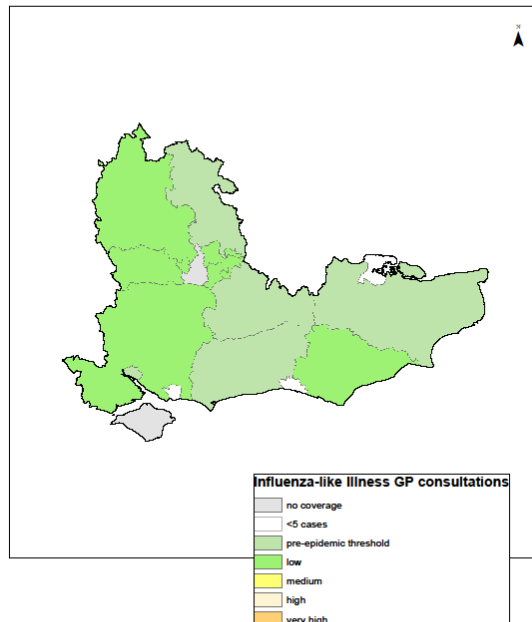 N
Influenza-like Illness GP consultations
no coverage
<5 cases
pre-epidemic threshold
low
medium
high
very high